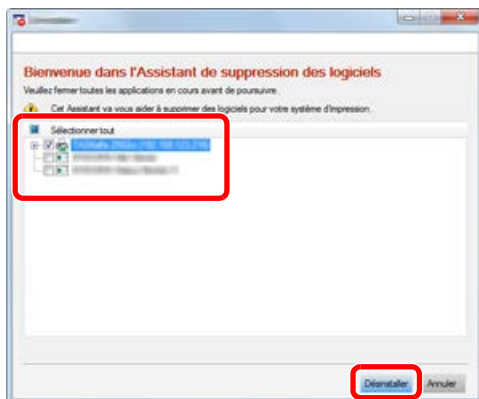 Bienvenue dans l'Assistant de suppression des logiciels
Veuillez fermer toutes les applications en cours avant de poursuivre.
Cet Assistant va vous aider à supprimer des logiciels pour votre système d'impression.
Sélectionner tout
Désinstaller
Annuler